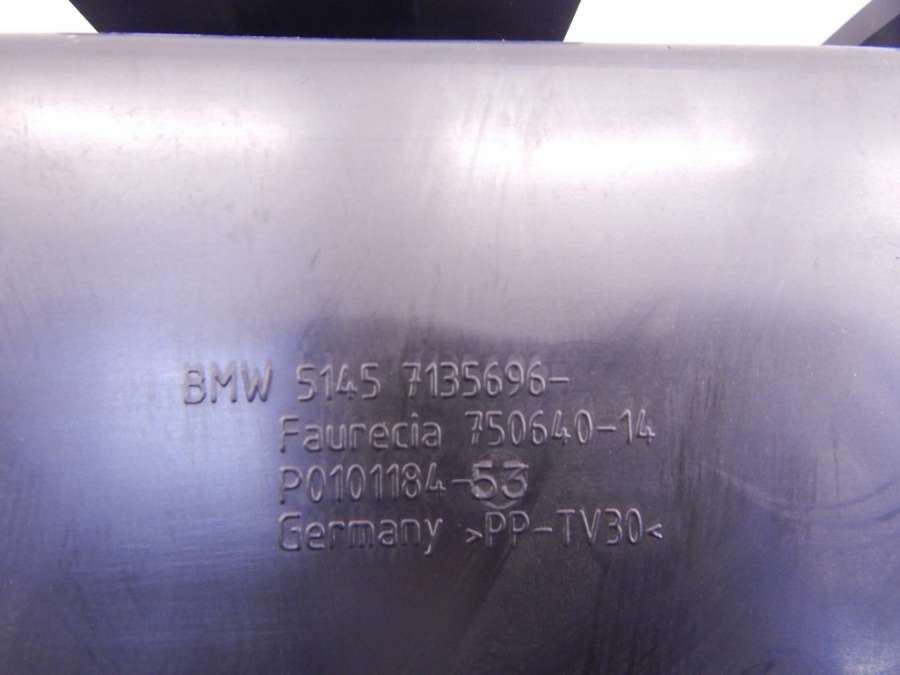 BMW 5145 7135696-
Faurecia 750640-14
P0101184-53
Germany >PP-TV30<